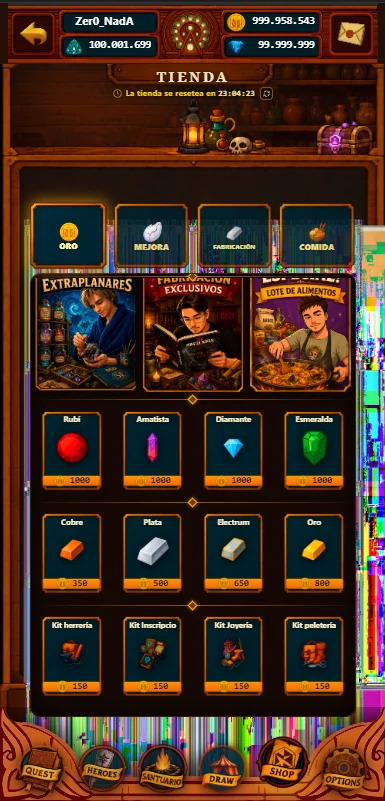 Zer0_NadA
999.958.543
100.001.699
99.999.999
TIENDA
La tienda se resetea en 23:04:23
ORO
MEJORA
FABRICACIÓN
COMIDA
EXTRAPLANARES
EXCLUSIVOS
LOTE DE ALIMENTOS
Rubí
Amatista
Diamante
Esmeralda
1000
1000
1000
1000
Cobre
Plata
Electrum
Oro
350
500
650
800
Kit herreria
Kit Inscripcio
Kit Joyeria
Kit peleteria
150
150
150
150
QUEST
HEROES
SANTUARIO
DRAW
SHOP
OPTIONS